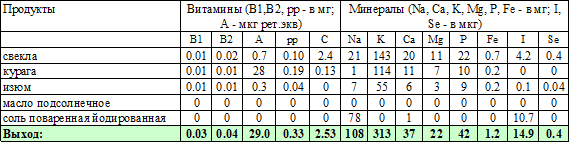 Продукты Витамины (В1,В2, рр - в мг; А - мкг рет.экв) Минералы (Na, Ca, K, Mg, P, Fe - в мг; I, Se - в мкг)
В1 В2 А рр С Na K Ca Mg P Fe I Se
свекла 0.01 0.02 0.7 0.10 2.4 21 143 20 11 22 0.7 4.2 0.4
курага 0.01 0.01 28 0.19 0.13 1 114 11 7 10 0.2 0 0
изюм 0.01 0.01 0.3 0.04 0 7 55 6 3 9 0.2 0.1 0.04
масло подсолнечное 0 0 0 0 0 0 0 0 0 0 0 0 0
соль поваренная йодированная 0 0 0 0 0 78 0 1 0 0 0 10.7 0
Выход: 0.03 0.04 29.0 0.33 2.53 108 313 37 22 42 1.2 14.9 0.4